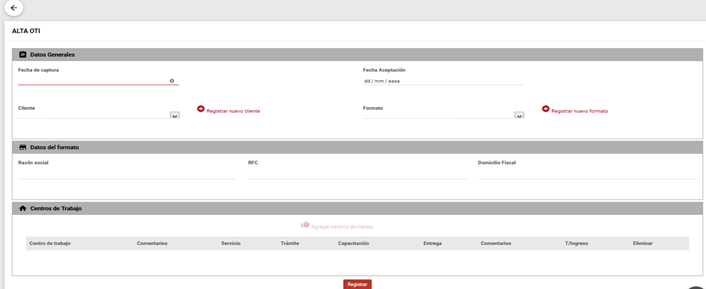 ALTA OTI
Datos Generales
Fecha de captura
Fecha Aceptación
dd / mm / aaaa
Cliente
Registrar nuevo cliente
Formato
Registrar nuevo formato
Datos del formato
Razón social
RFC
Domicilio Fiscal
Centros de Trabajo
Agregar centros de trabajo
Centro de trabajo Comentarios Servicio Trámite Capacitación Entrega Comentarios T./Ingreso Eliminar
Registrar